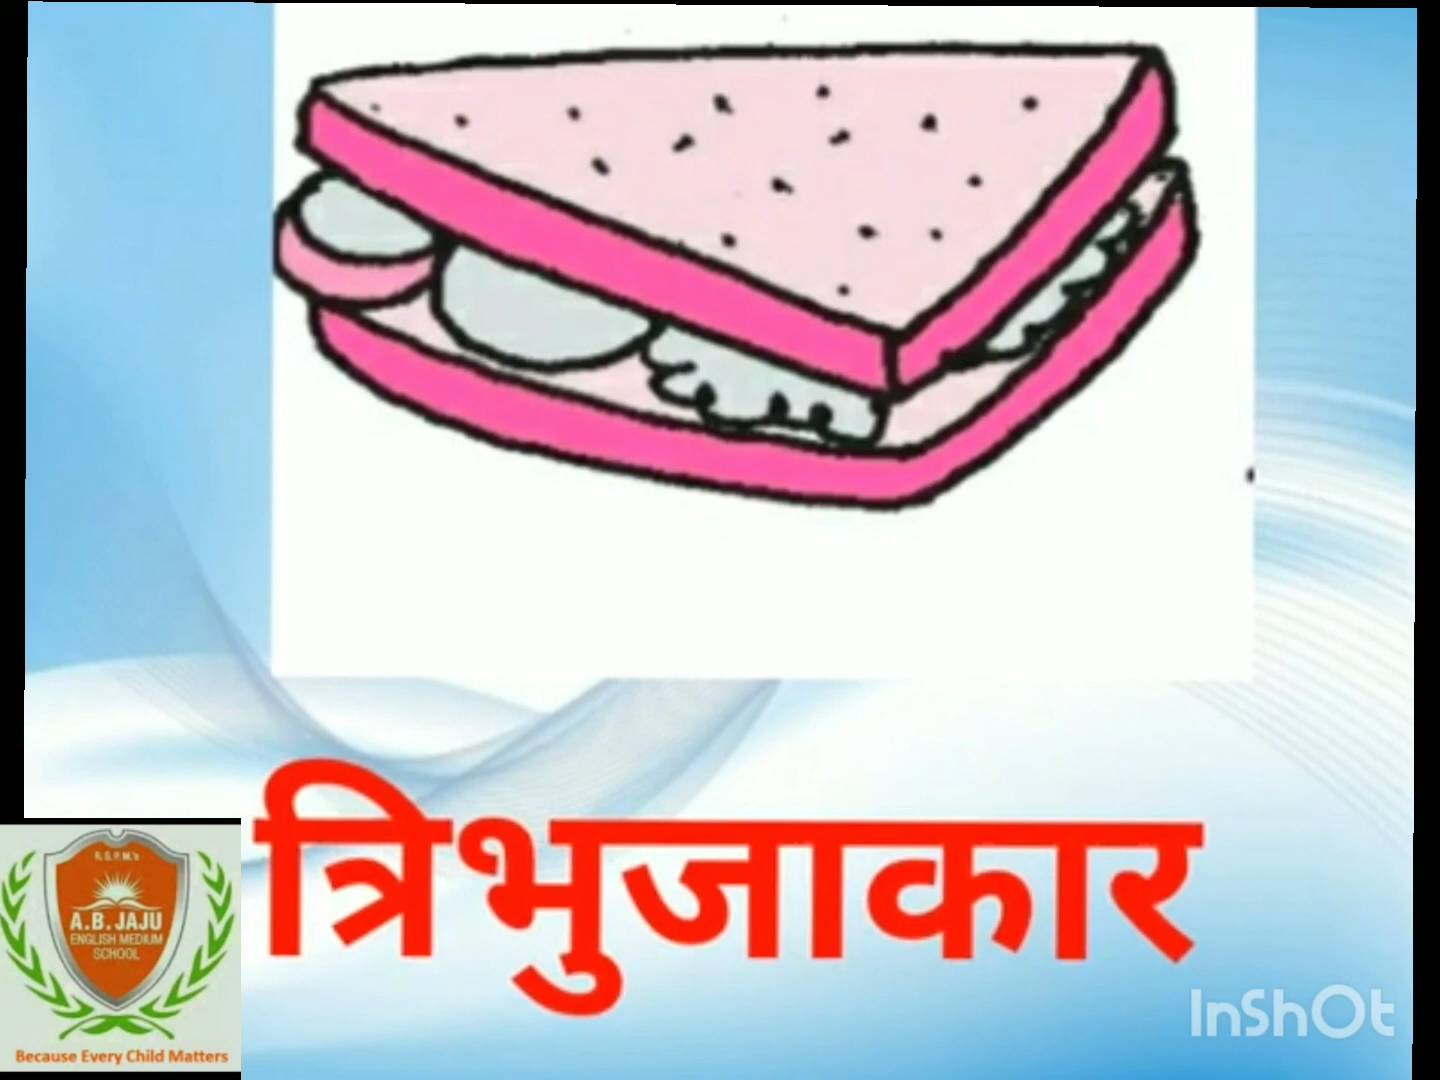 त्रिभुजाकार
R.S.P.M.'s
A.B. JAJU
ENGLISH MEDIUM
SCHOOL
Because Every Child Matters
InShOt